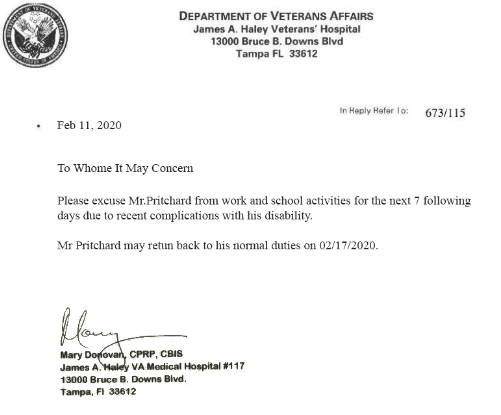 DEPARTMENT OF VETERANS AFFAIRS
James A. Haley Veterans' Hospital
13000 Bruce B. Downs Blvd
Tampa FL 33612
In Reply Refer To: 673/115
Feb 11, 2020
To Whome It May Concern
Please excuse Mr.Pritchard from work and school activities for the next 7 following
days due to recent complications with his disability.
Mr Pritchard may retun back to his normal duties on 02/17/2020.
Mary
Mary Donovan, CPRP, CBIS
James A. Haley VA Medical Hospital #117
13000 Bruce B. Downs Blvd.
Tampa, Fl 33612